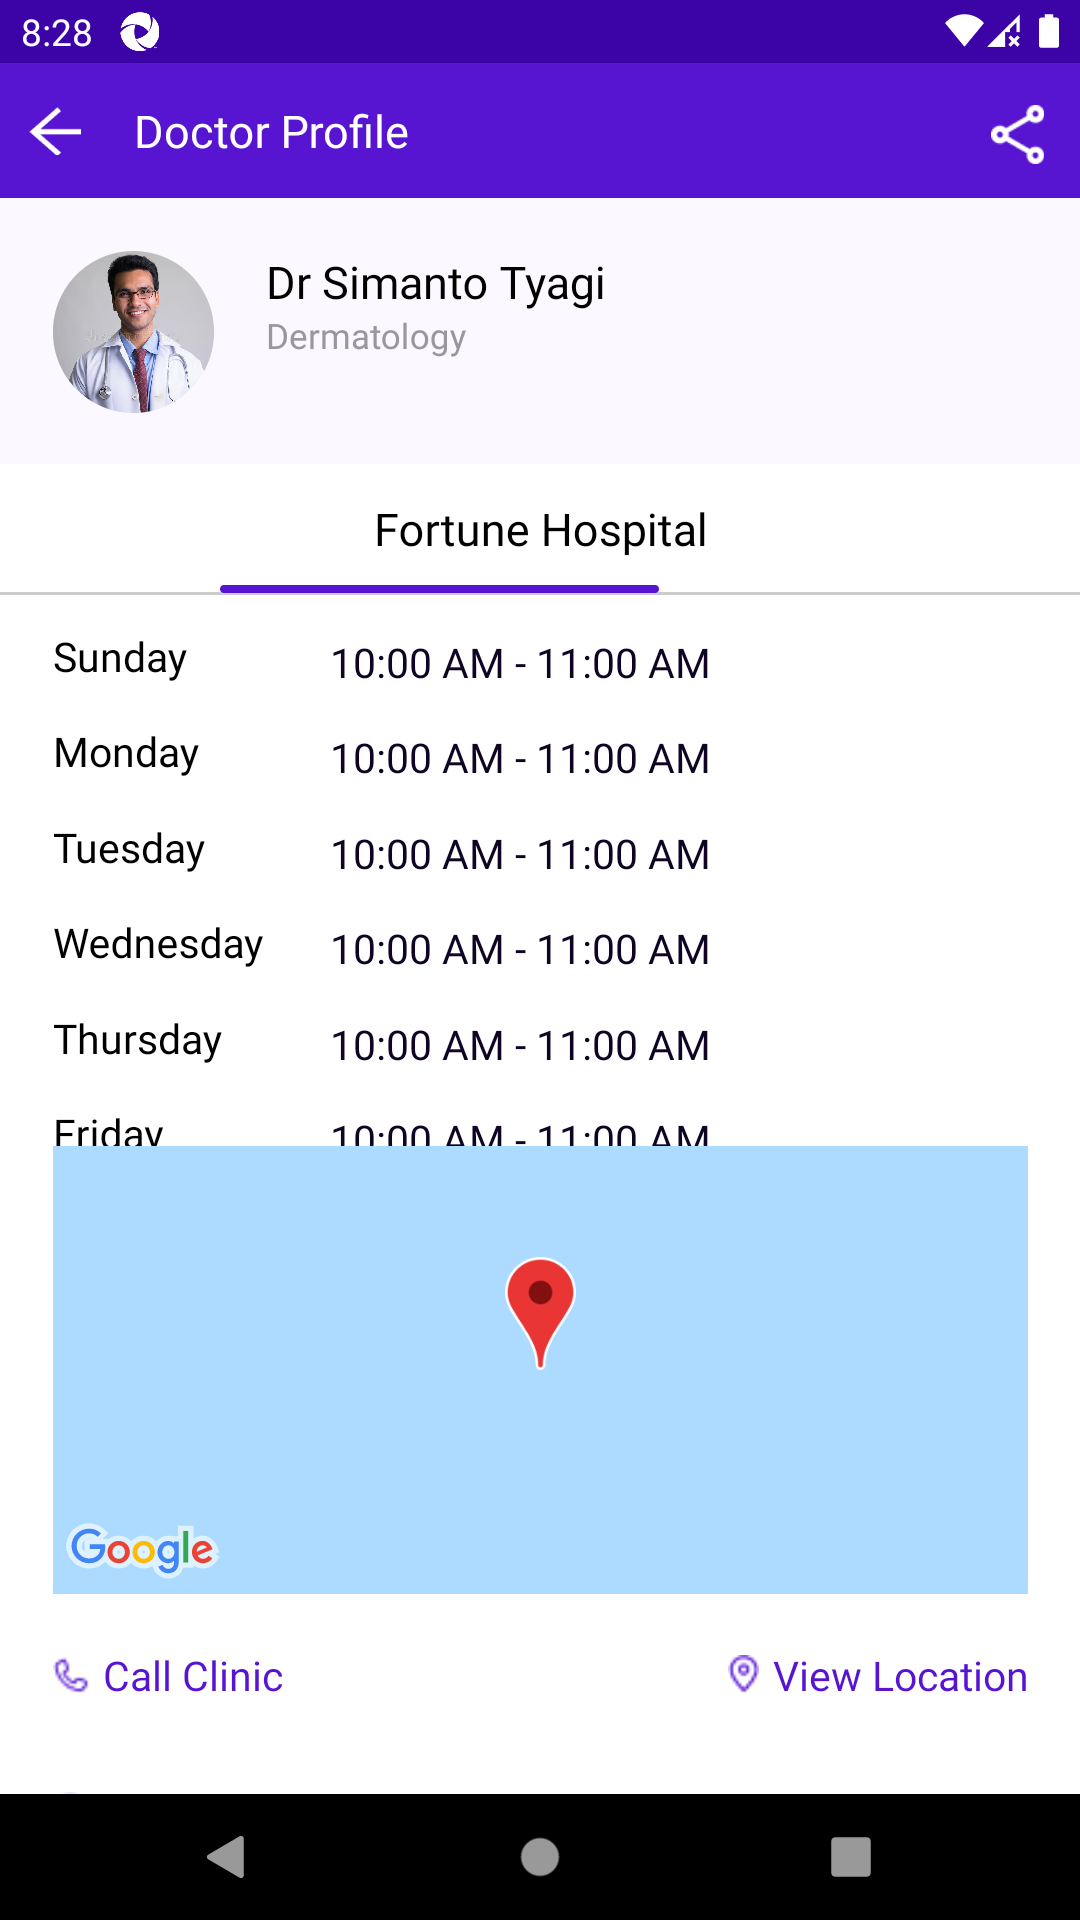 8:28
Doctor Profile
Dr Simanto Tyagi
Dermatology
Fortune Hospital
Sunday 10:00 AM - 11:00 AM
Monday 10:00 AM - 11:00 AM
Tuesday 10:00 AM - 11:00 AM
Wednesday 10:00 AM - 11:00 AM
Thursday 10:00 AM - 11:00 AM
Friday 10:00 AM - 11:00 AM
Google
Call Clinic View Location